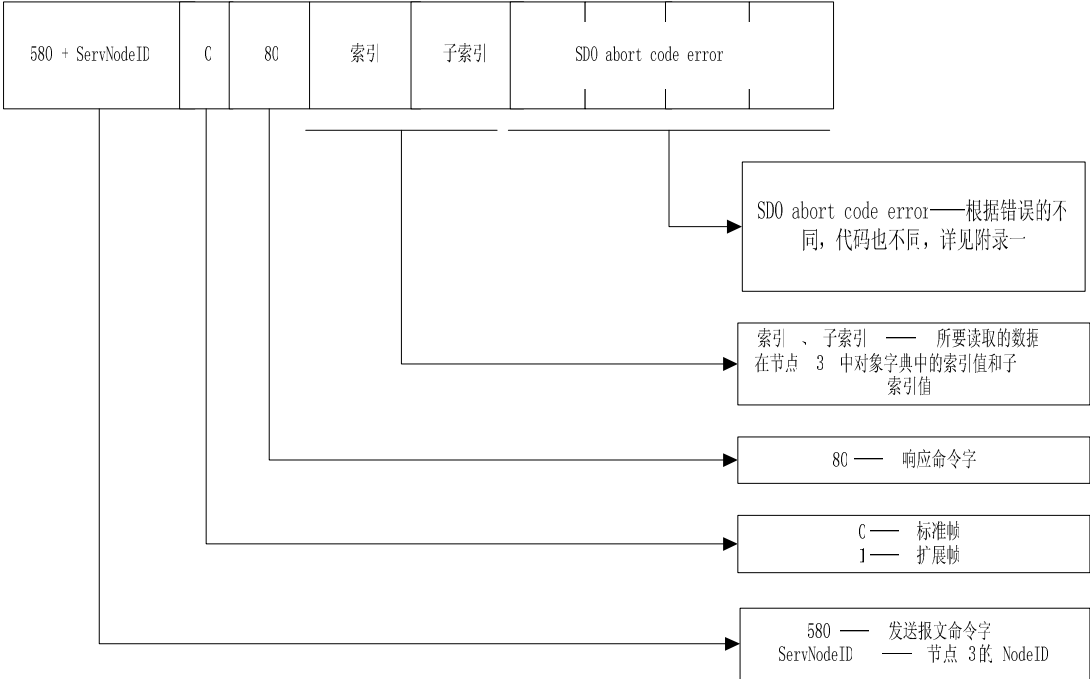 580 + ServNodeID 0 80 索引 子索引 SDO abort code error
SDO abort code error——根据错误的不
同, 代码也不同, 详见附录一
索引 、 子索引 —— 所要读取的数据
在节点 3 中对象字典中的索引值和子
索引值
80 —— 响应命令字
0 —— 标准帧
1 —— 扩展帧
580 —— 发送报文命令字
ServNodeID —— 节点 3的 NodeID